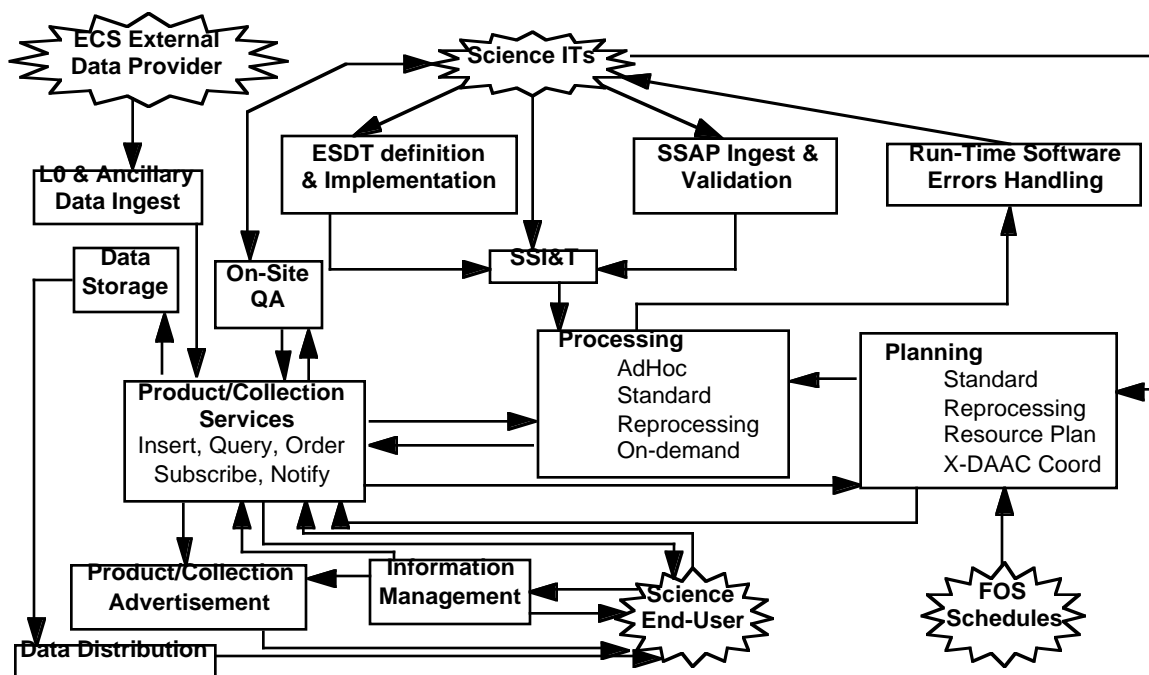 ECS External
Data Provider
Science ITs
ESDT definition
& Implementation
SSAP Ingest &
Validation
Run-Time Software
Errors Handling
L0 & Ancillary
Data Ingest
Data
Storage
On-Site
QA
SSI&T
Processing
AdHoc
Standard
Reprocessing
On-demand
Planning
Standard
Reprocessing
Resource Plan
X-DAAC Coord
Product/Collection
Services
Insert, Query, Order
Subscribe, Notify
Product/Collection
Advertisement
Information
Management
Science
End-User
FOS
Schedules
Data Distribution